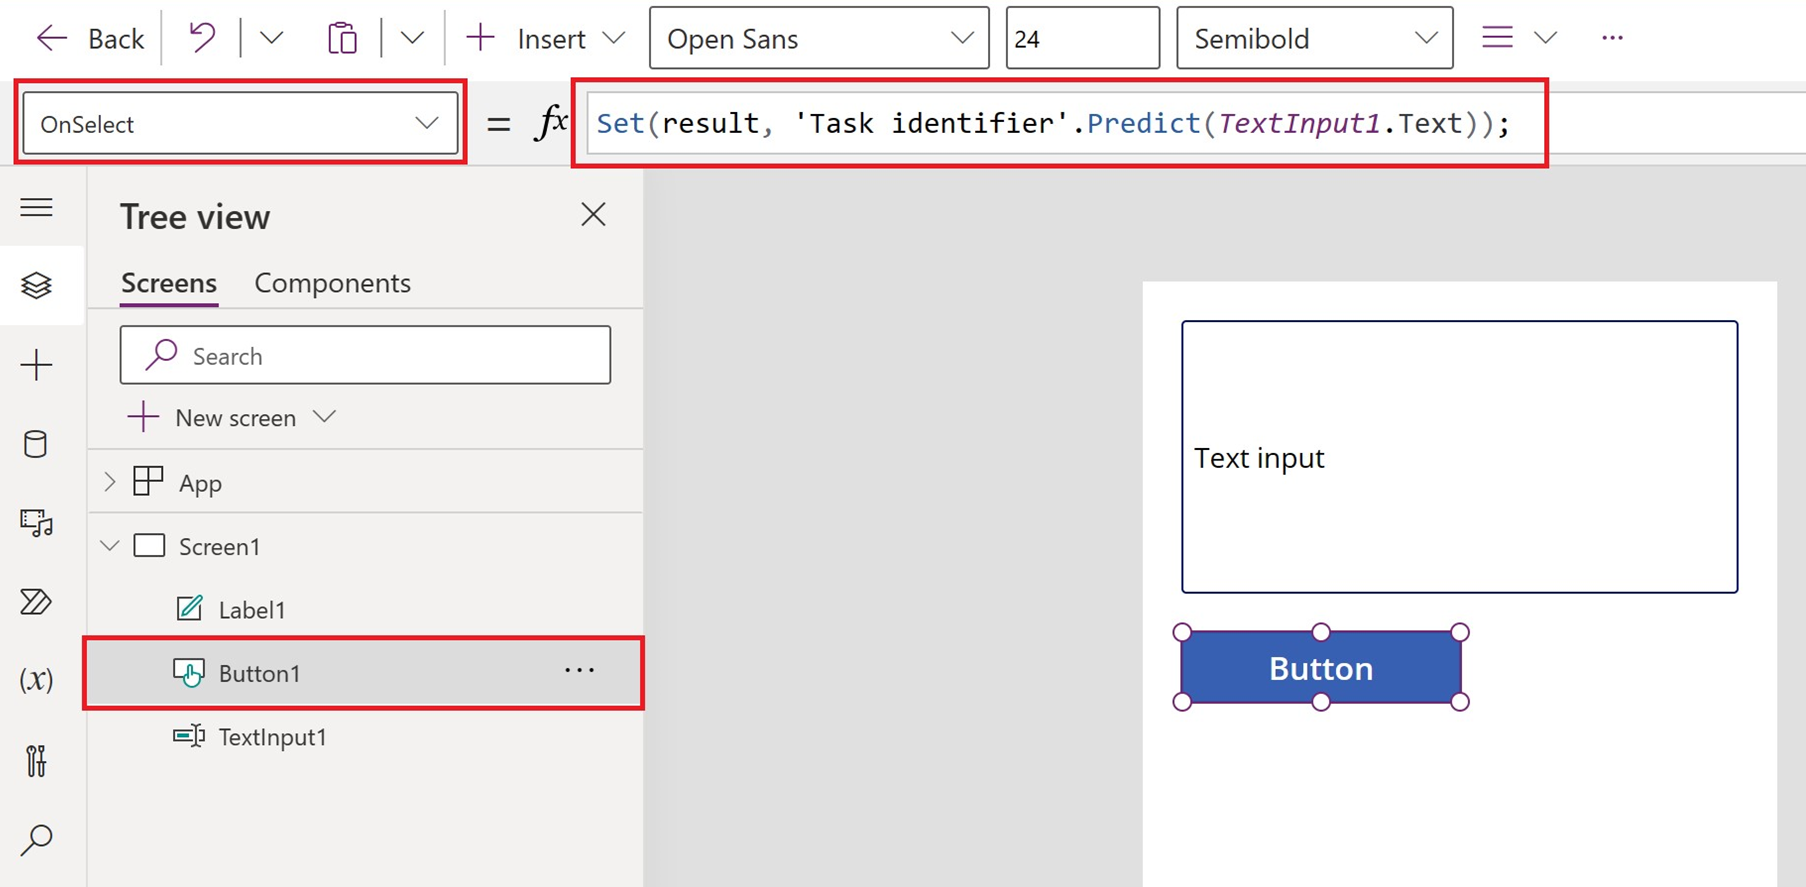 Back
Insert
Open Sans
24
Semibold
...
OnSelect
= fx
Set(result, 'Task identifier'.Predict(TextInput1.Text));
Tree view
Screens Components
Search
New screen
App
Screen1
Label1
Button1 ...
TextInput1
(x)
Text input
Button